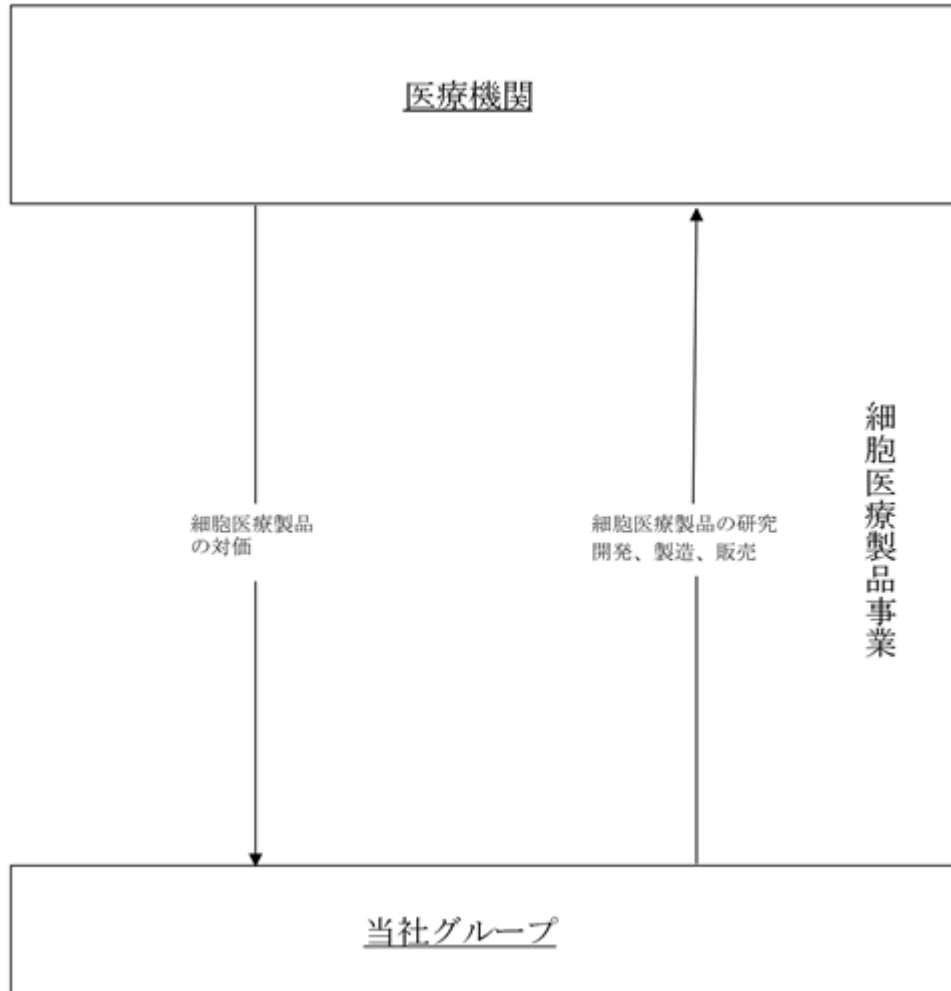 医療機関
細胞医療製品
の対価
細胞医療製品の研究
開発、製造、販売
細胞医療製品事業
当社グループ